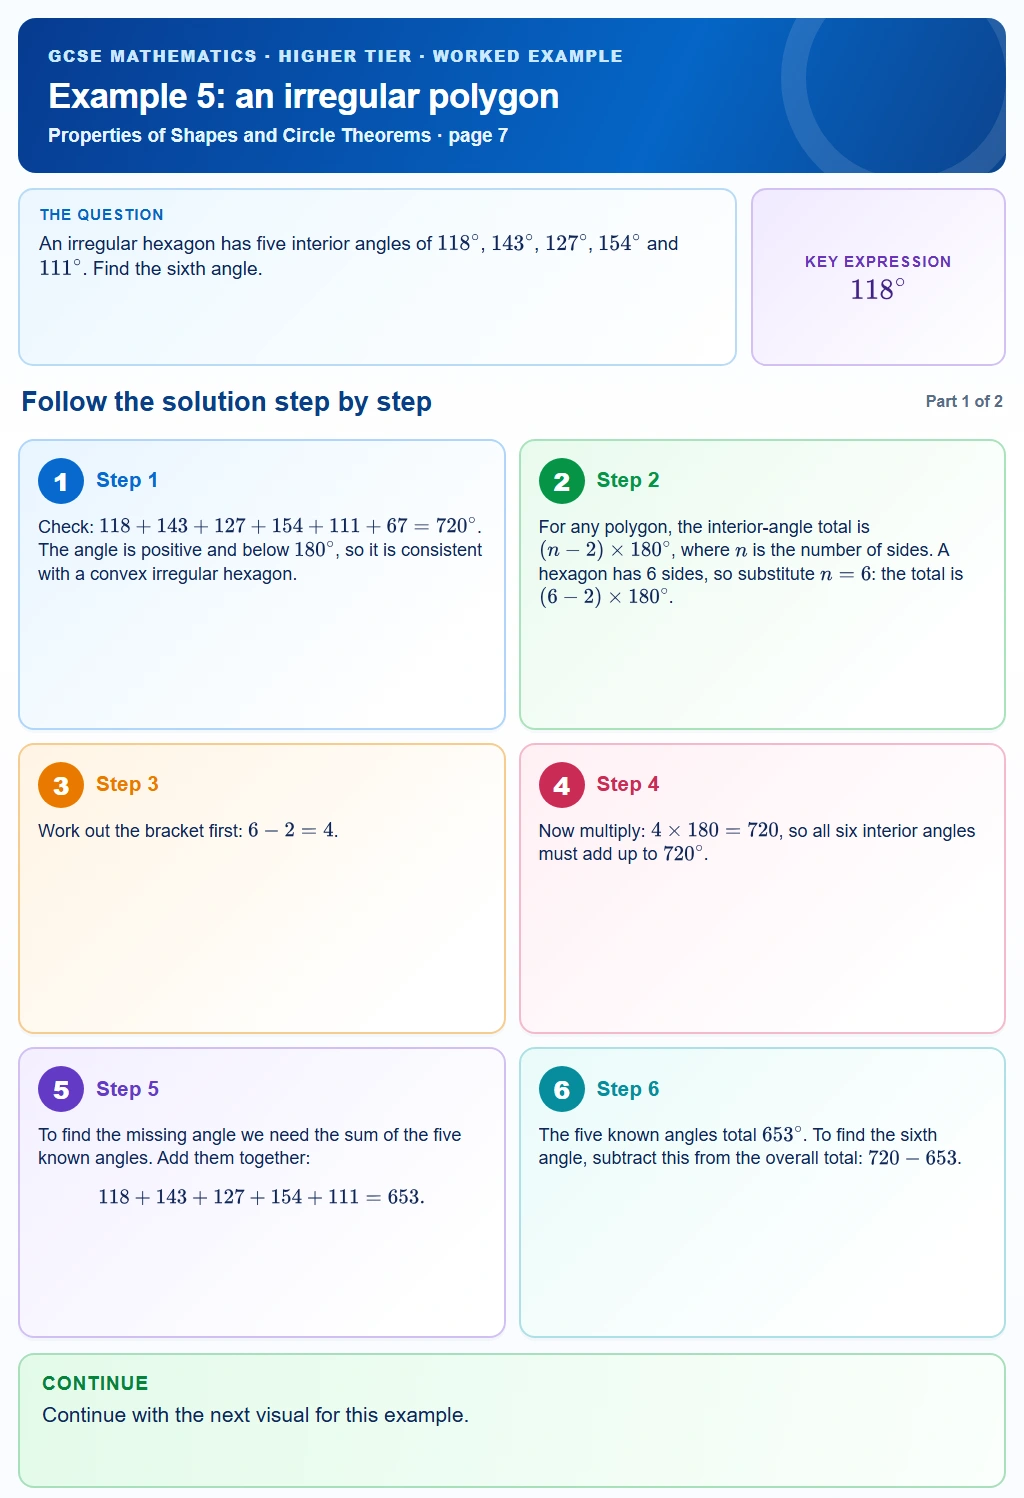 GCSE MATHEMATICS · HIGHER TIER · WORKED EXAMPLE
Example 5: an irregular polygon
Properties of Shapes and Circle Theorems · page 7
THE QUESTION
An irregular hexagon has five interior angles of 118°, 143°, 127°, 154° and
111°. Find the sixth angle.
KEY EXPRESSION
118°
Follow the solution step by step
Part 1 of 2
1 Step 1
Check: 118 + 143 + 127 + 154 + 111 + 67 = 720°.
The angle is positive and below 180°, so it is consistent
with a convex irregular hexagon.
2 Step 2
For any polygon, the interior-angle total is
(n − 2) × 180°, where n is the number of sides. A
hexagon has 6 sides, so substitute n = 6: the total is
(6 − 2) × 180°.
3 Step 3
Work out the bracket first: 6 − 2 = 4.
4 Step 4
Now multiply: 4 × 180 = 720, so all six interior angles
must add up to 720°.
5 Step 5
To find the missing angle we need the sum of the five
known angles. Add them together:
118 + 143 + 127 + 154 + 111 = 653.
6 Step 6
The five known angles total 653°. To find the sixth
angle, subtract this from the overall total: 720 − 653.
CONTINUE
Continue with the next visual for this example.